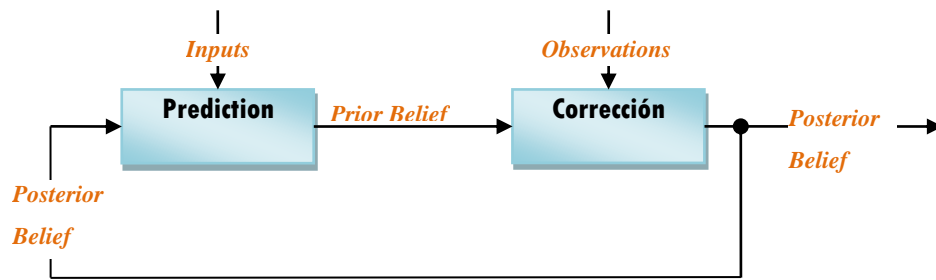 Inputs
Observations
Prediction
Prior Belief
Corrección
Posterior
Belief
Posterior
Belief